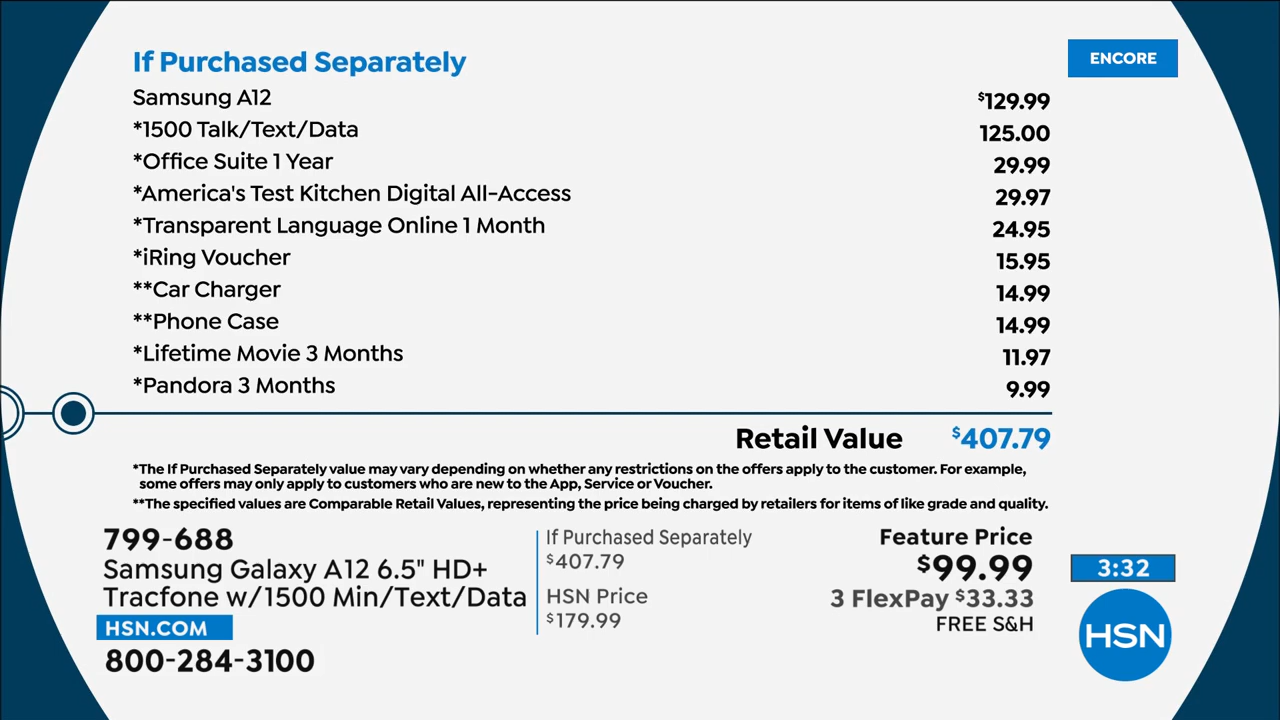 If Purchased Separately
ENCORE
Samsung A12 $129.99
*1500 Talk/Text/Data 125.00
*Office Suite 1 Year 29.99
*America's Test Kitchen Digital All-Access 29.97
*Transparent Language Online 1 Month 24.95
*iRing Voucher 15.95
**Car Charger 14.99
**Phone Case 14.99
*Lifetime Movie 3 Months 11.97
*Pandora 3 Months 9.99
Retail Value $407.79
*The If Purchased Separately value may vary depending on whether any restrictions on the offers apply to the customer. For example,
some offers may only apply to customers who are new to the App, Service or Voucher.
**The specified values are Comparable Retail Values, representing the price being charged by retailers for items of like grade and quality.
799-688
Samsung Galaxy A12 6.5" HD+
Tracfone w/1500 Min/Text/Data
HSN.COM
800-284-3100
If Purchased Separately
$407.79
HSN Price
$179.99
Feature Price
$99.99
3 FlexPay $33.33
FREE S&H
3:32
HSN